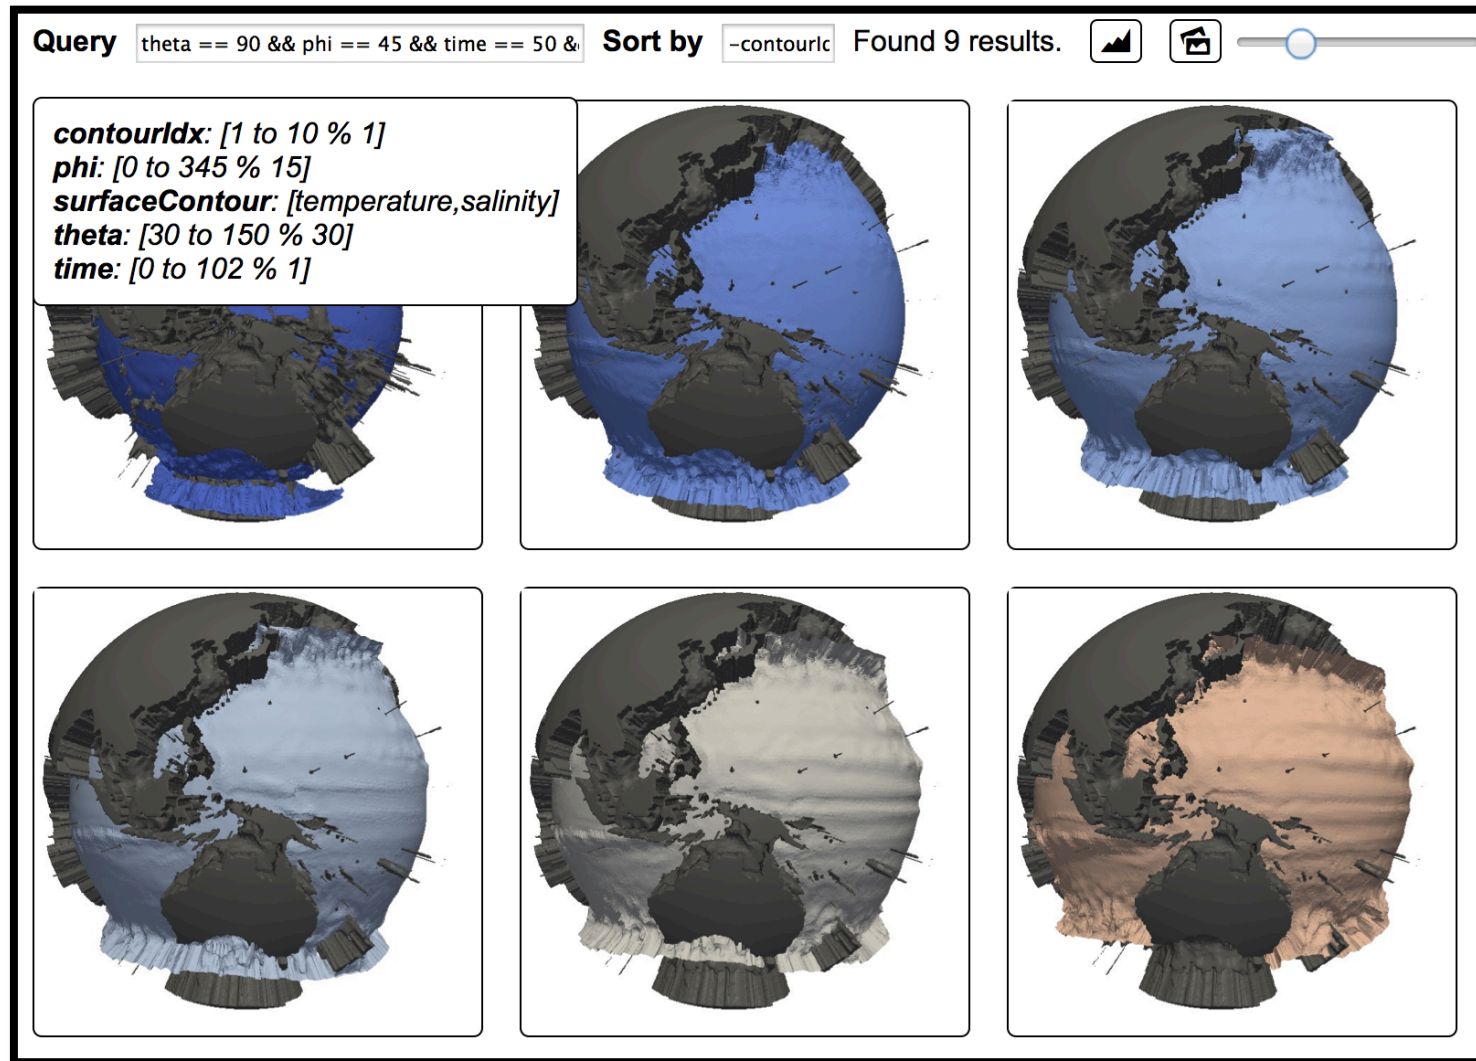 Query theta == 90 && phi == 45 && time == 50 & Sort by -contourIc Found 9 results.
contourIdx: [1 to 10 % 1]
phi: [0 to 345 % 15]
surfaceContour: [temperature,salinity]
theta: [30 to 150 % 30]
time: [0 to 102 % 1]